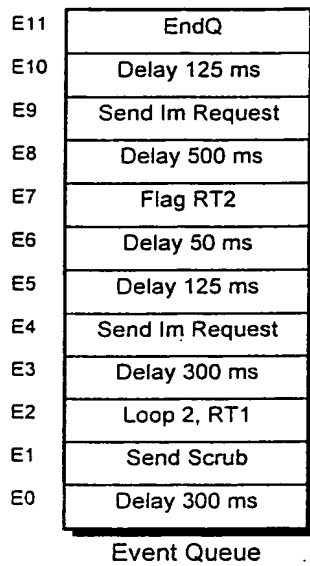 E11 EndQ
E10 Delay 125 ms
E9 Send Im Request
E8 Delay 500 ms
E7 Flag RT2
E6 Delay 50 ms
E5 Delay 125 ms
E4 Send Im Request
E3 Delay 300 ms
E2 Loop 2, RT1
E1 Send Scrub
E0 Delay 300 ms
Event Queue